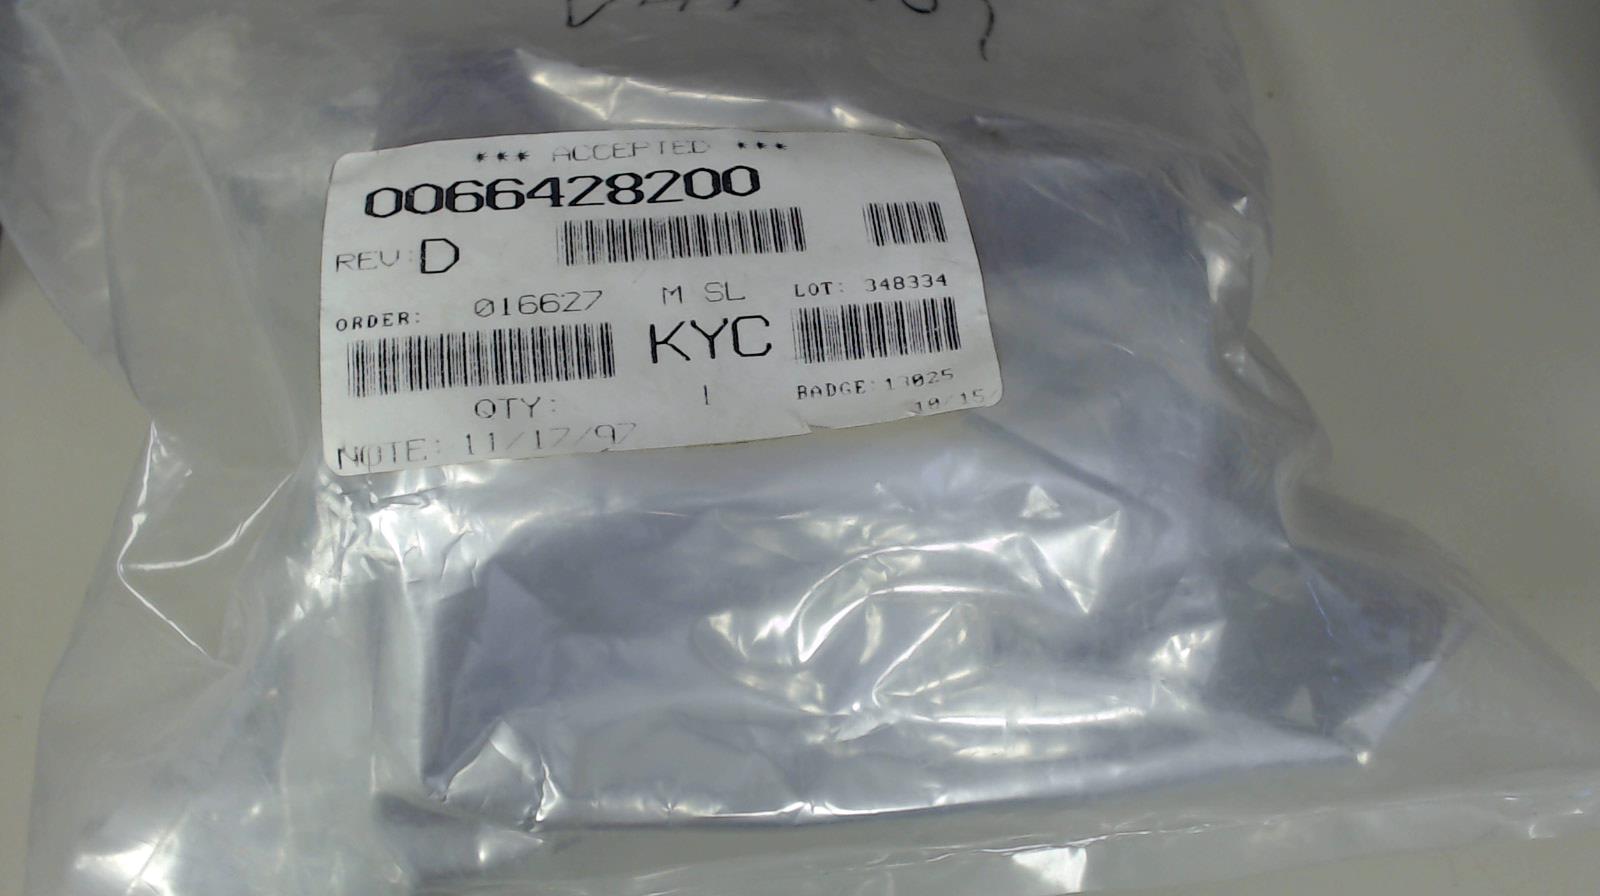 *** ACCEPTED ***
0066428200
REV: D
ORDER: 016627 M SL LOT: 348334
KYC
QTY: 1 BADGE: 13025
10/15/
NOTE: 11/17/97